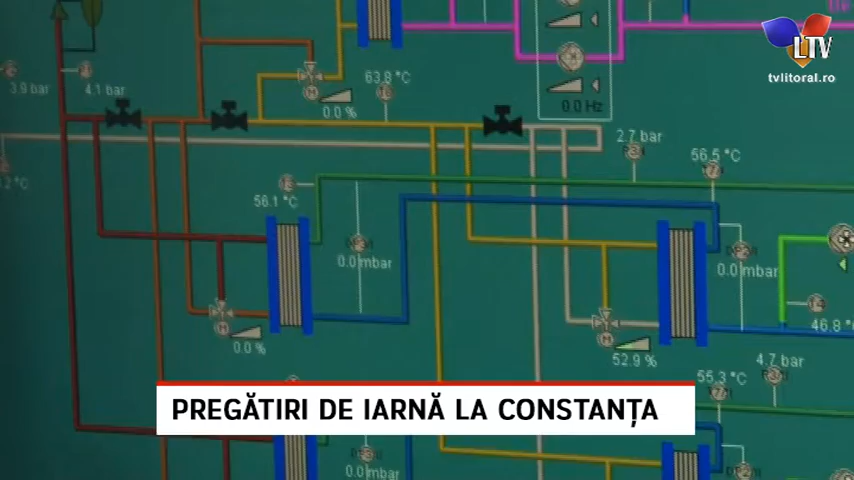 LTV
tvlitoral.ro
63.8 °C
3.9 bar
4.1 bar
0.0 %
0.0 Hz
2.7 bar
56.5 °C
56.1 °C
0.0 mbar
0.0 mbar
46.8 °
0.0 %
52.9 %
4.7 bar
55.3 °C
PREGĂTIRI DE IARNĂ LA CONSTANȚA
0.0 mbar